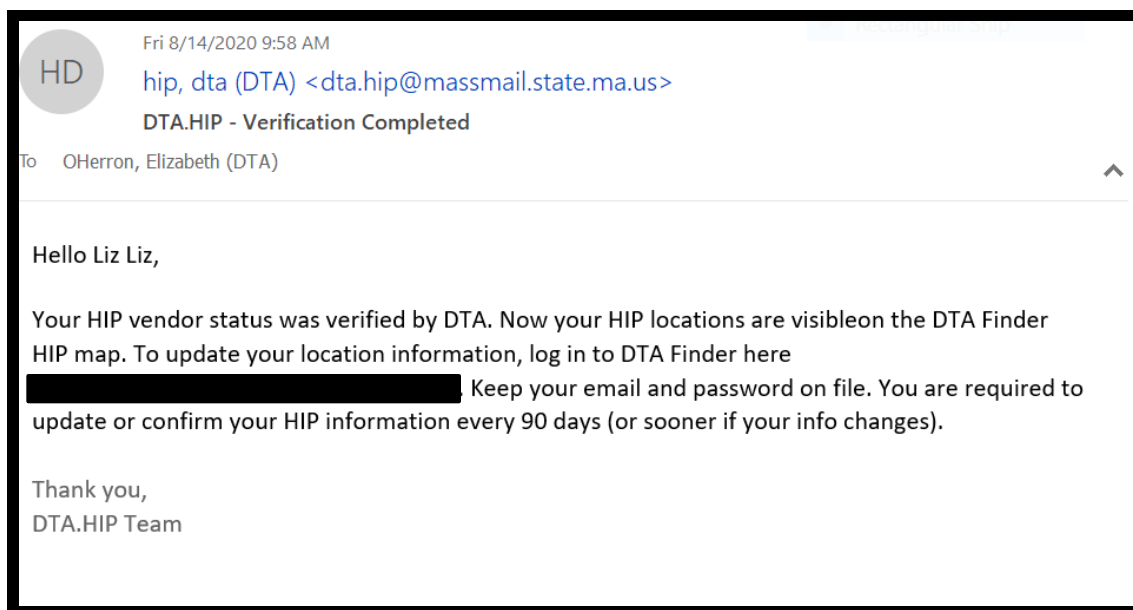 Rectangular Snip
Fri 8/14/2020 9:58 AM
HD
hip, dta (DTA) <dta.hip@massmail.state.ma.us>
DTA.HIP - Verification Completed
To OHerron, Elizabeth (DTA)
Hello Liz Liz,
Your HIP vendor status was verified by DTA. Now your HIP locations are visibleon the DTA Finder
HIP map. To update your location information, log in to DTA Finder here
. Keep your email and password on file. You are required to
update or confirm your HIP information every 90 days (or sooner if your info changes).
Thank you,
DTA.HIP Team